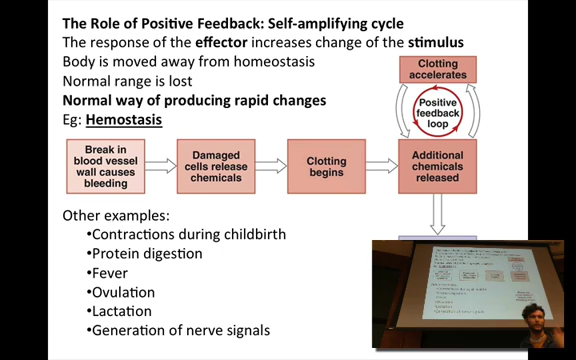 The Role of Positive Feedback: Self-amplifying cycle
The response of the effector increases change of the stimulus
Body is moved away from homeostasis
Normal range is lost
Normal way of producing rapid changes
Eg: Hemostasis
Clotting
accelerates
Positive
feedback
loop
Break in
blood vessel
wall causes
bleeding
Damaged
cells release
chemicals
Clotting
begins
Additional
chemicals
released
Other examples:
•Contractions during childbirth
•Protein digestion
•Fever
•Ovulation
•Lactation
•Generation of nerve signals